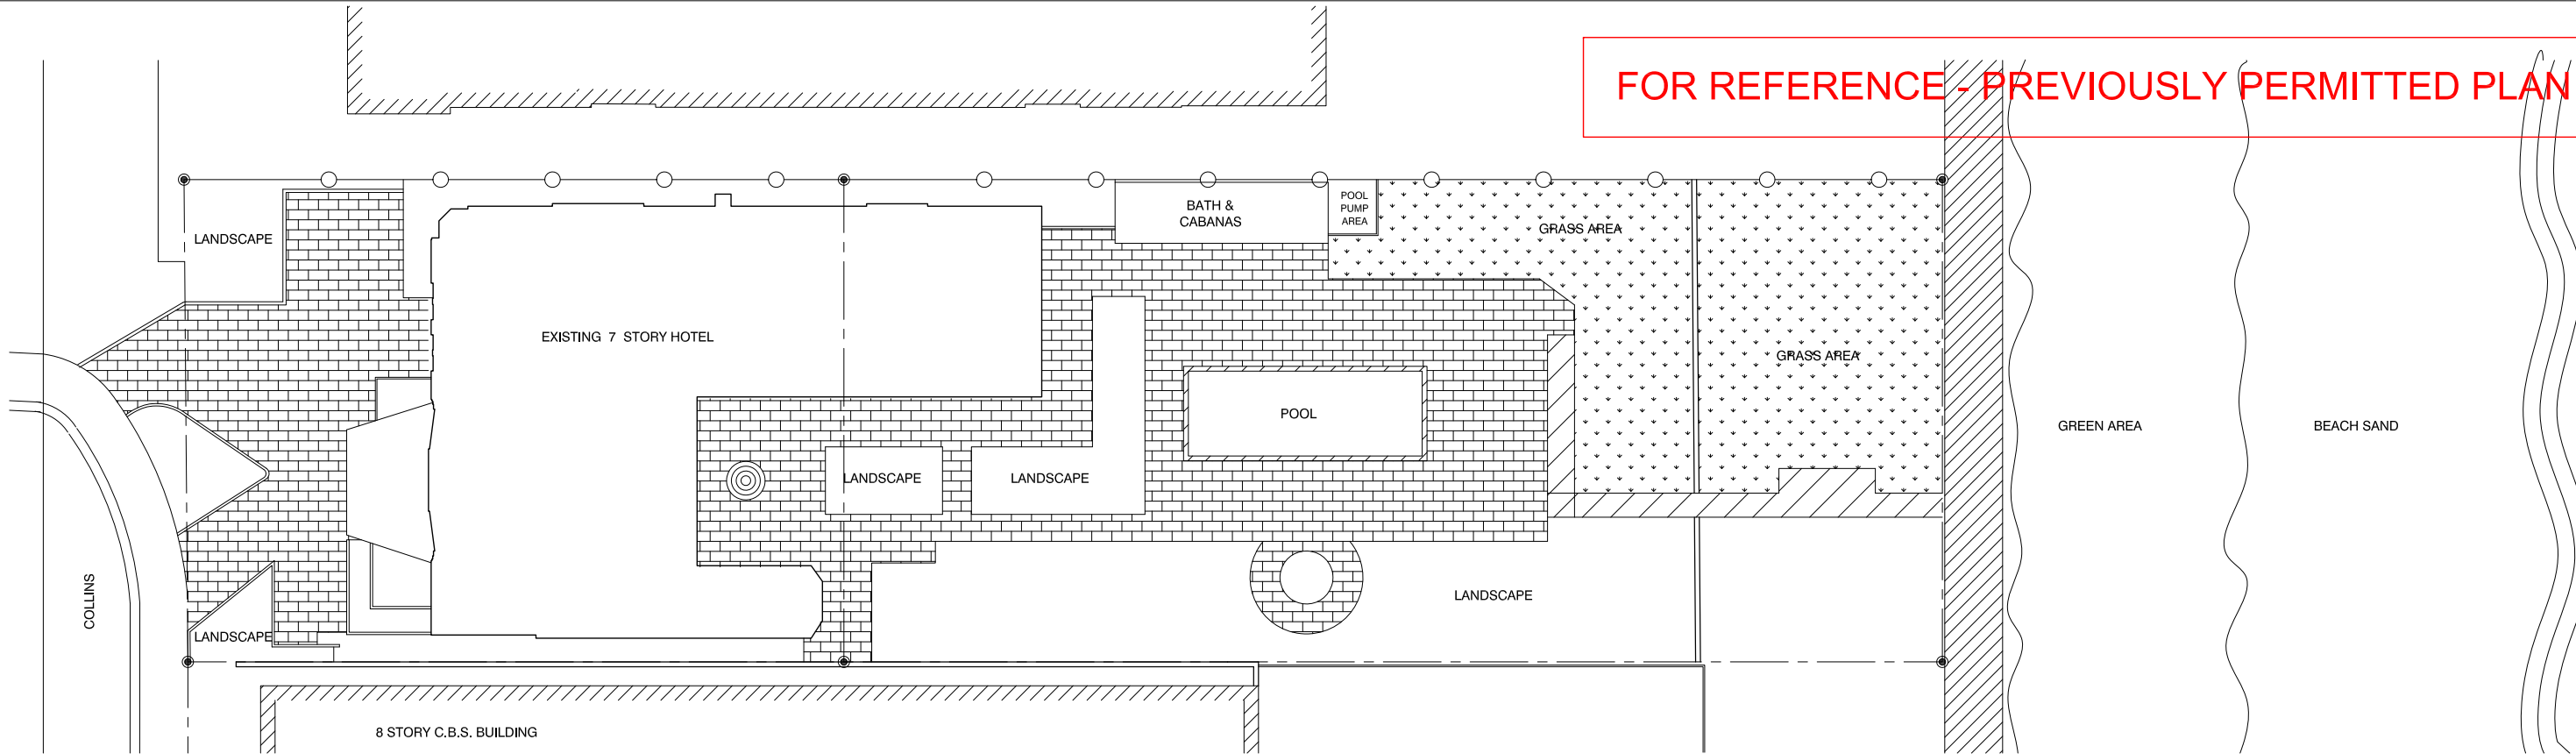 FOR REFERENCE - PREVIOUSLY PERMITTED PLAN
BATH &
CABANAS
POOL
PUMP
AREA
LANDSCAPE
GRASS AREA
EXISTING 7 STORY HOTEL
GRASS AREA
POOL
GREEN AREA
BEACH SAND
LANDSCAPE
LANDSCAPE
COLLINS
LANDSCAPE
LANDSCAPE
8 STORY C.B.S. BUILDING